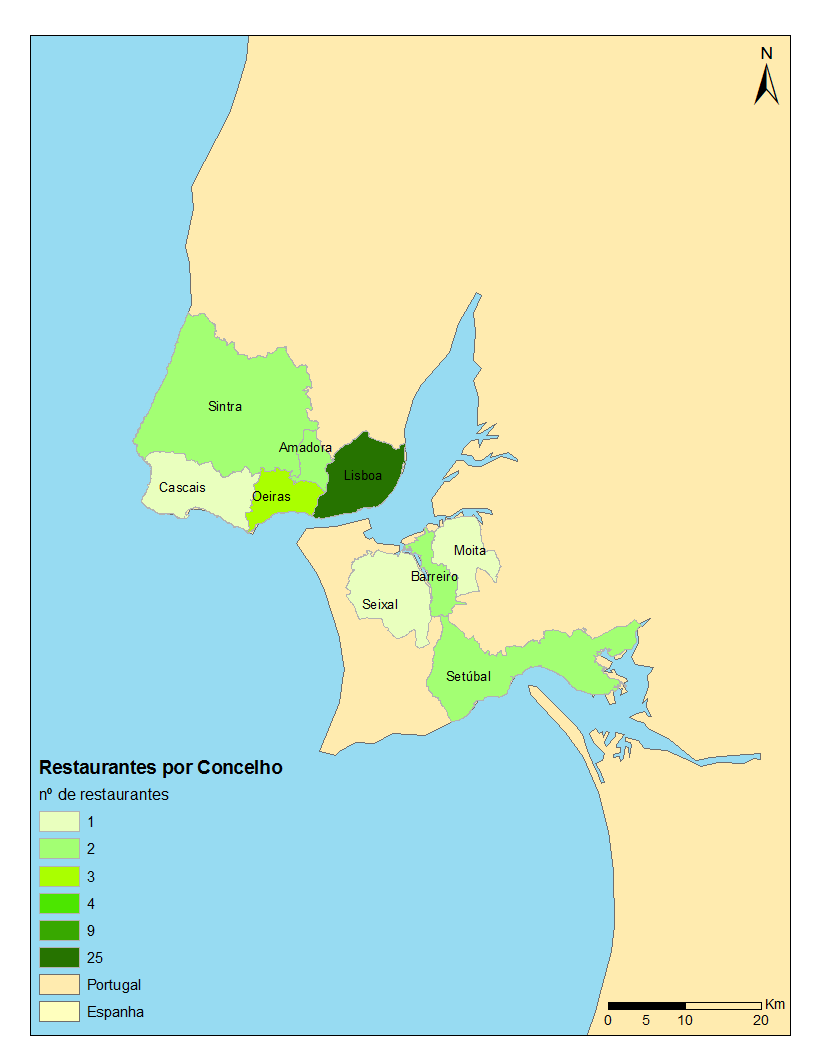 N
Sintra
Amadora
Lisboa
Cascais
Oeiras
Moita
Barreiro
Seixal
Setúbal
Restaurantes por Concelho
nº de restaurantes
1
2
3
4
9
25
Portugal
Espanha
Km
0 5 10 20